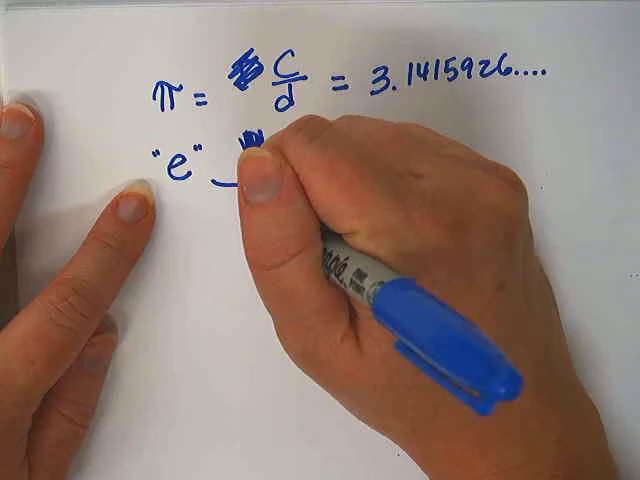 π = C/d = 3.1415926....
"e"